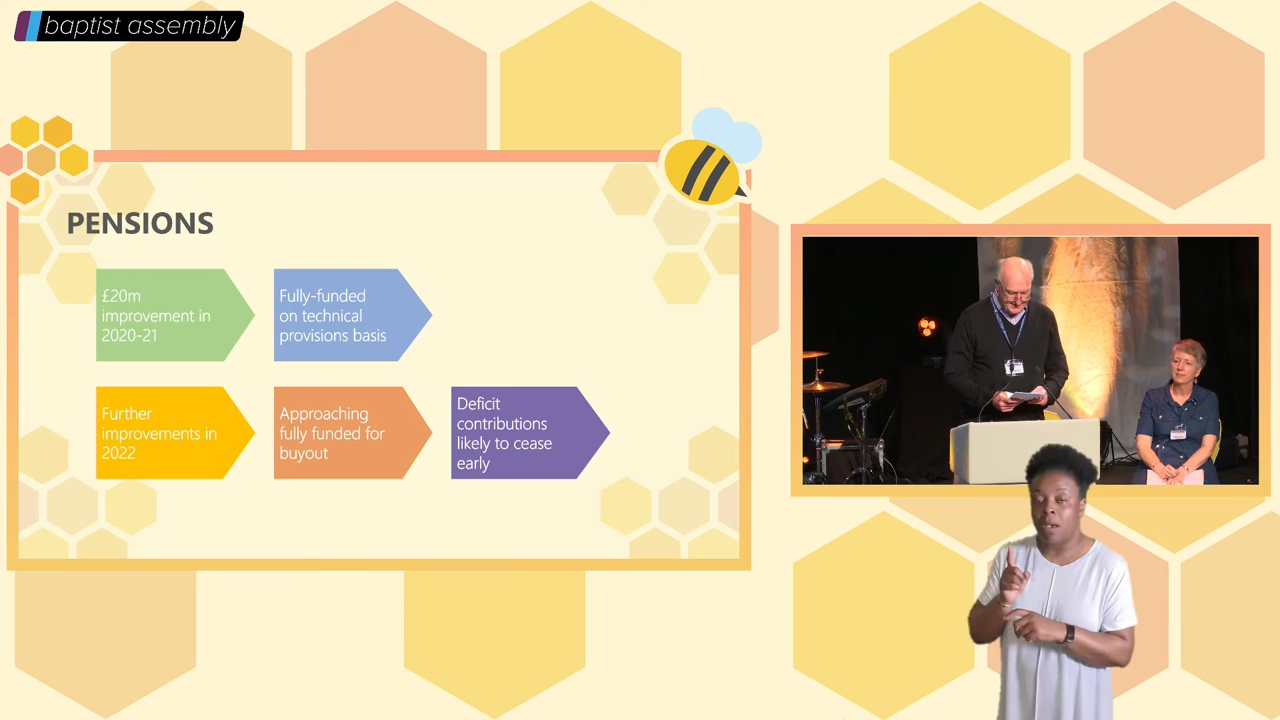 baptist assembly
PENSIONS
£20m
improvement in
2020-21
Fully-funded
on technical
provisions basis
Further
improvements in
2022
Approaching
fully funded for
buyout
Deficit
contributions
likely to cease
early